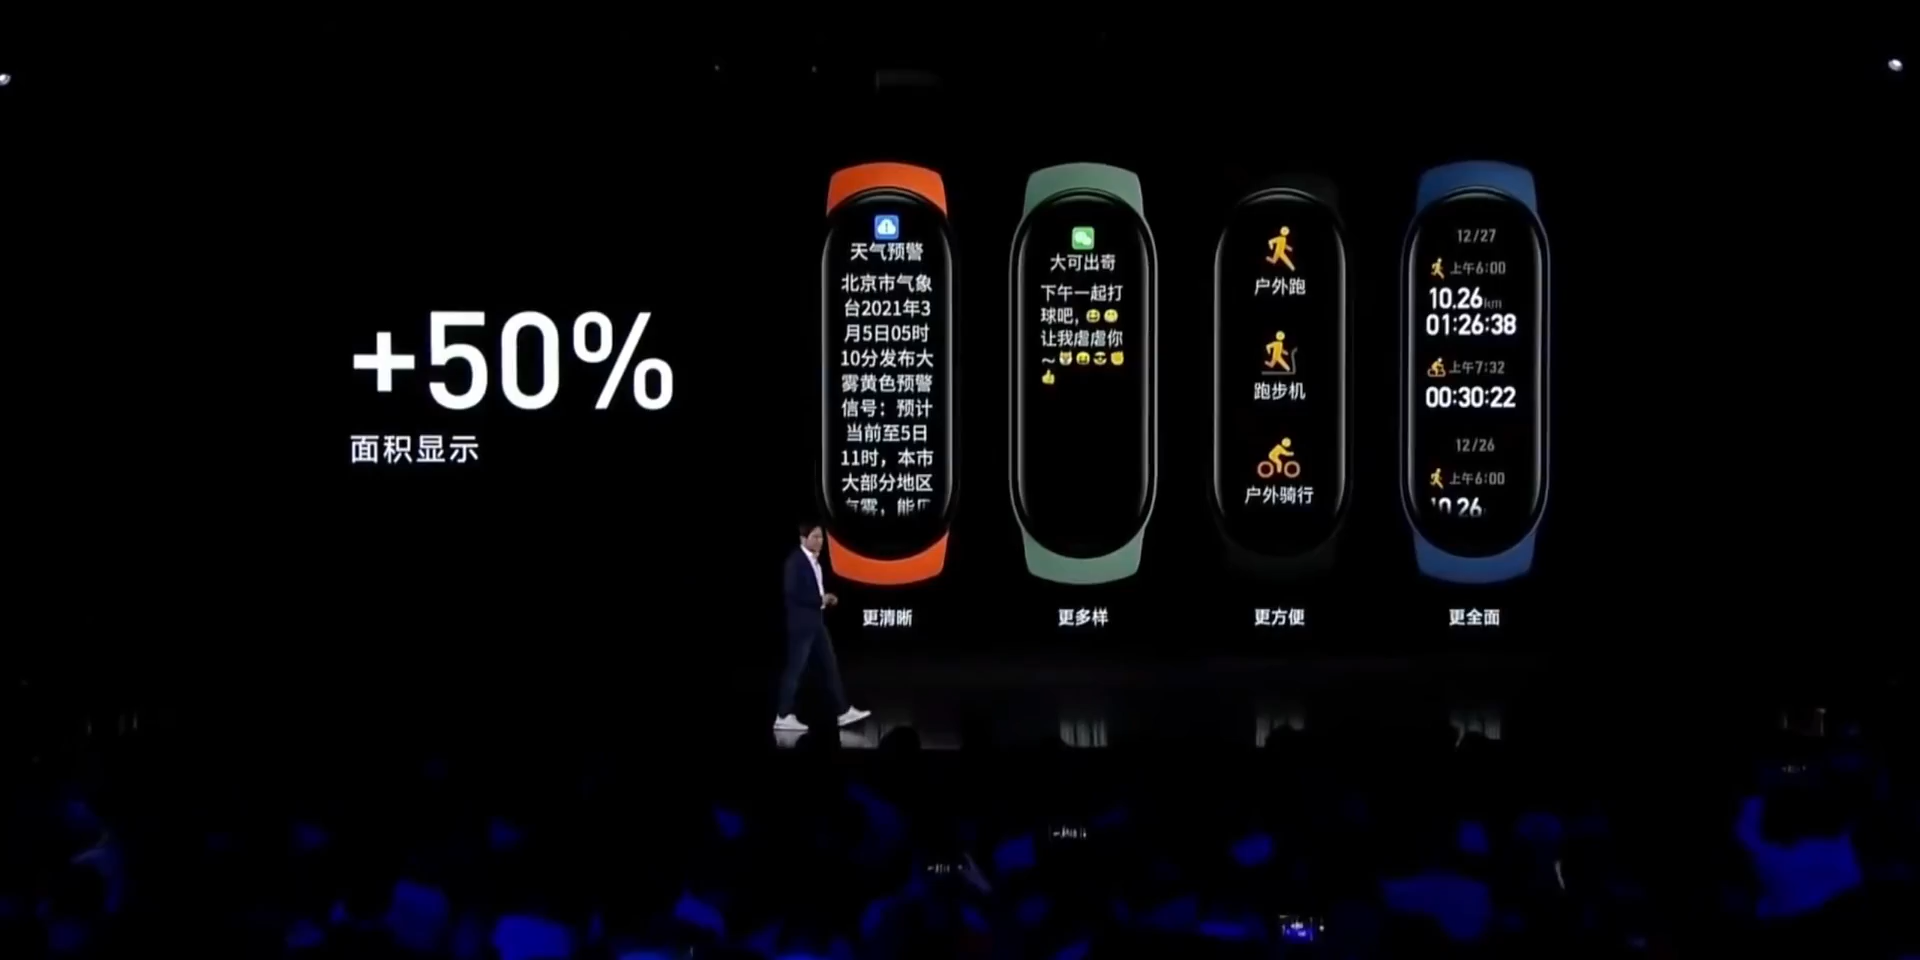 +50%
面积显示
天气预警
北京市气象
台2021年3
月5日05时
10分发布大
雾黄色预警
信号：预计
当前至5日
11时，本市
大部分地区
有雾，能
更清晰
大可出奇
下午一起打
球吧，😆😁
让我虐虐你
～
👍
更多样
户外跑
跑步机
户外骑行
更方便
12/27
上午6:00
10.26km
01:26:38
上午7:32
00:30:22
12/26
上午6:00
10.26
更全面